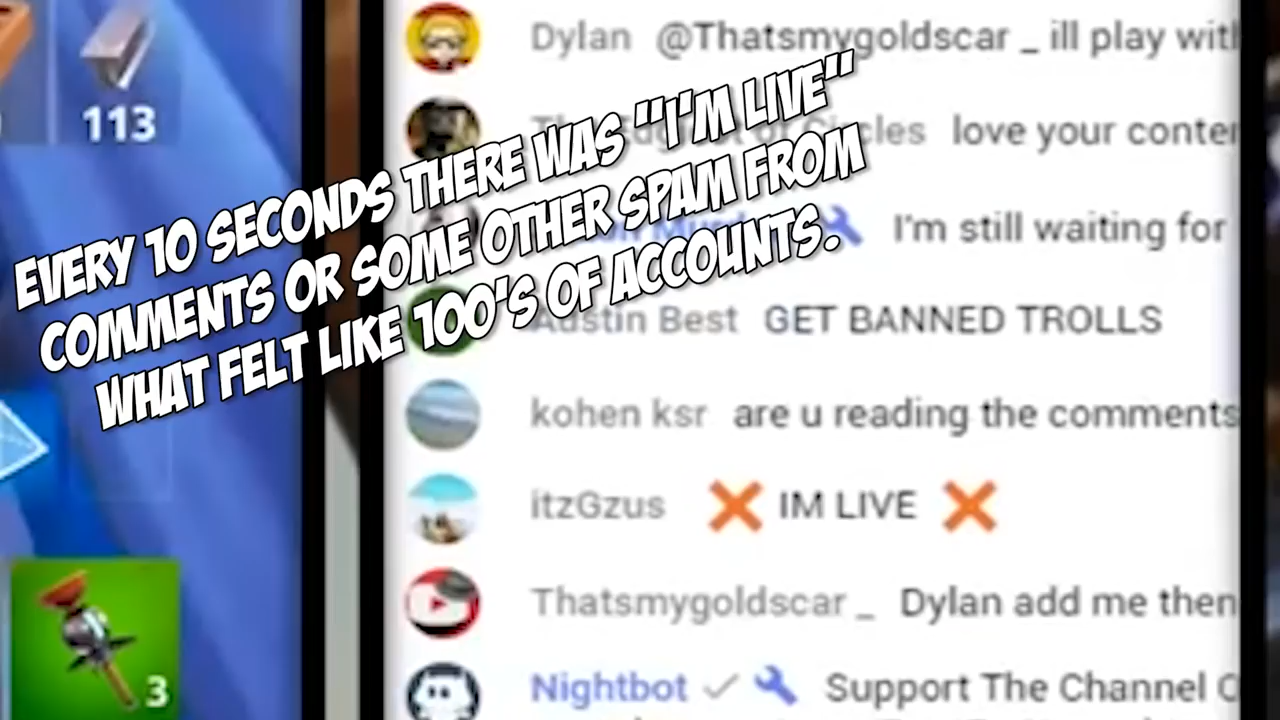 113
EVERY 10 SECONDS THERE WAS "I'M LIVE"
COMMENTS OR SOME OTHER SPAM FROM
WHAT FELT LIKE 100'S OF ACCOUNTS.
Dylan @Thatsmygoldscar _ ill play with
love your conter
I'm still waiting for
Austin Best GET BANNED TROLLS
kohen ksr are u reading the comments
itzGzus ❌ IM LIVE ❌
Thatsmygoldscar _ Dylan add me then
Nightbot Support The Channel
3